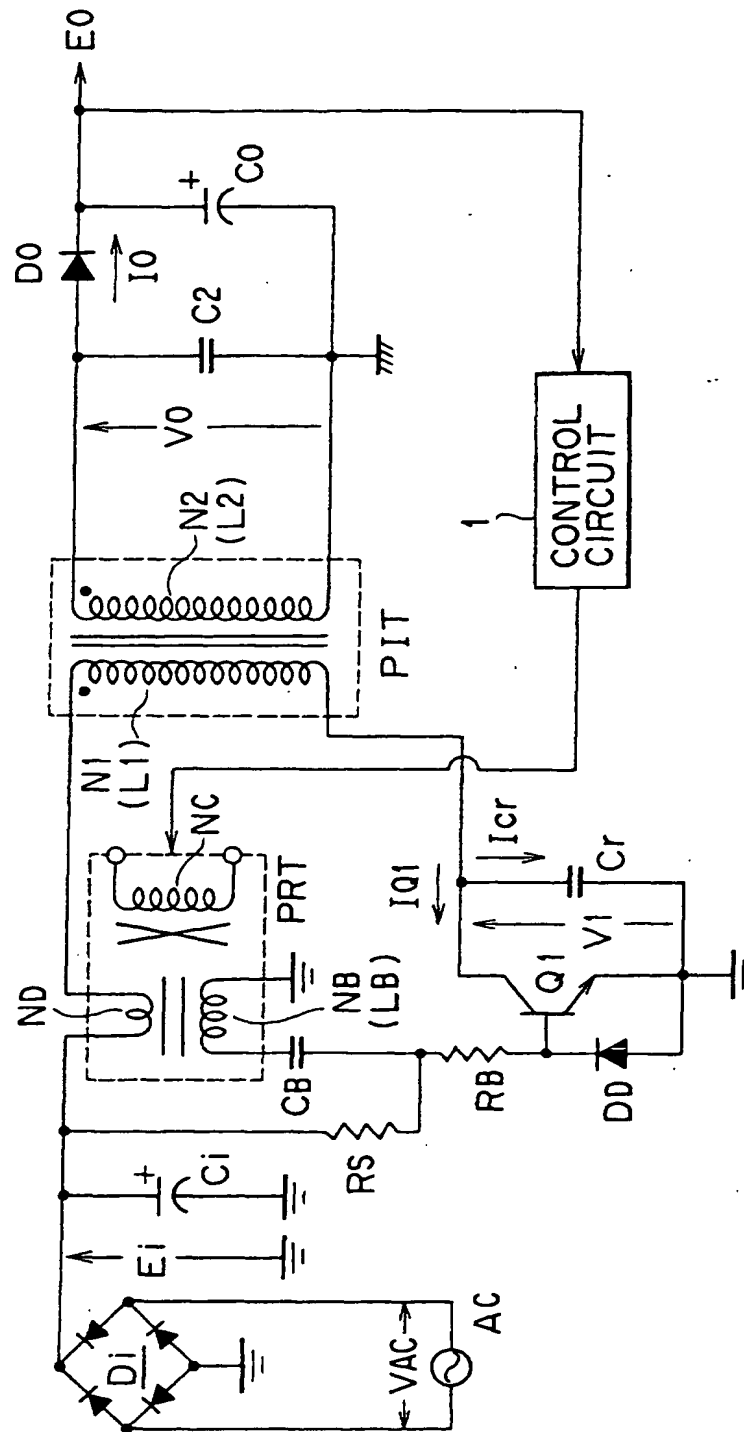 Di
VAC
AC
Ei
+
Ci
RS
ND
CB
NB
(LB)
NC
PRT
RB
DD
Q1
IQ1
V1
Icr
Cr
N1
(L1)
N2
(L2)
PIT
V0
C2
D0
I0
+
C0
E0
1
CONTROL
CIRCUIT